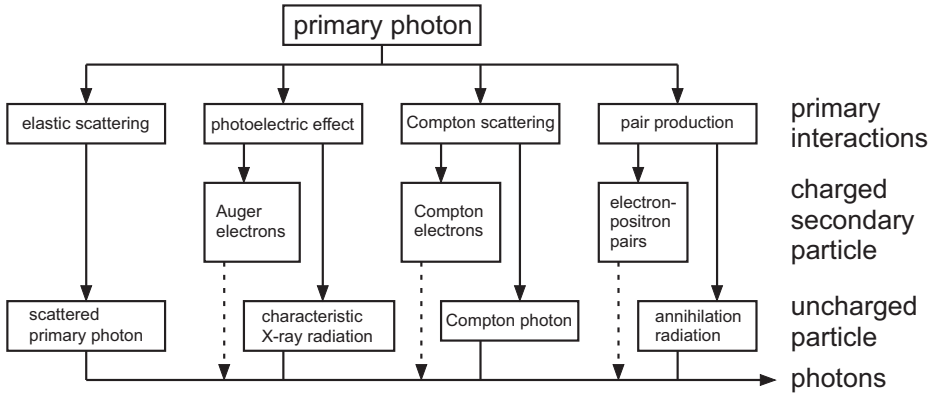 primary photon
elastic scattering
photoelectric effect
Compton scattering
pair production
primary
interactions
Auger
electrons
Compton
electrons
electron-
positron
pairs
charged
secondary
particle
scattered
primary photon
characteristic
X-ray radiation
Compton photon
annihilation
radiation
uncharged
particle
photons